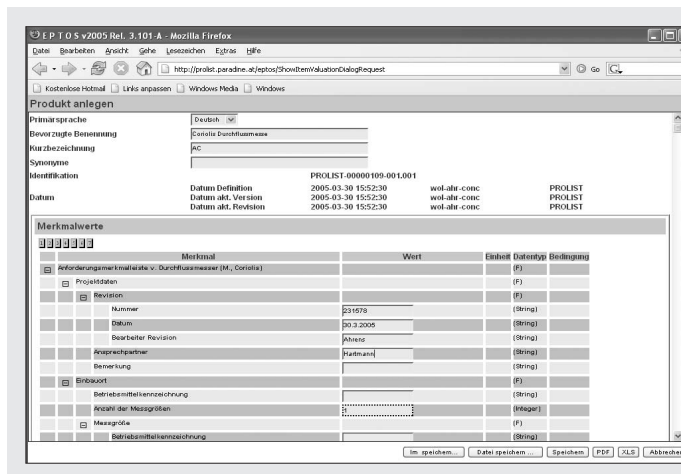 E P T O S v2005 Rel. 3.101-A - Mozilla Firefox
Datei Bearbeiten Ansicht Gehe Lesezeichen Extras Hilfe
http://prolist.paradine.at/eptos/ShowItemValuationDialogRequest Go
Kostenlose Hotmail Links anpassen Windows Media Windows
Produkt anlegen
Primärsprache Deutsch
Bevorzugte Benennung Coriolis Durchflussmesse
Kurzbezeichnung AC
Synonyme
Identifikation PROLIST-00000109-001.001
Datum Definition 2005-03-30 15:52:30 wol-ahr-conc PROLIST
Datum Datum akt. Version 2005-03-30 15:52:30 wol-ahr-conc PROLIST
Datum akt. Revision 2005-03-30 15:52:30 wol-ahr-conc PROLIST
Merkmalwerte
Merkmal Wert Einheit Datentyp Bedingung
Anforderungsmerkmalleiste v. Durchflussmesser (M., Coriolis) (F)
Projektdaten (F)
Revision (F)
Nummer 231578 (String)
Datum 30.3.2005 (String)
Bearbeiter Revision Ahrens (String)
Ansprechpartner Hartmann (String)
Bemerkung (String)
Einbauort (F)
Betriebsmittelkennzeichnung (String)
Anzahl der Messgrößen 1 (Integer)
Messgröße (F)
Betriebsmittelkennzeichnung (String)
Im speichern... Datei speichern ... Speichern PDF XLS Abbrechen